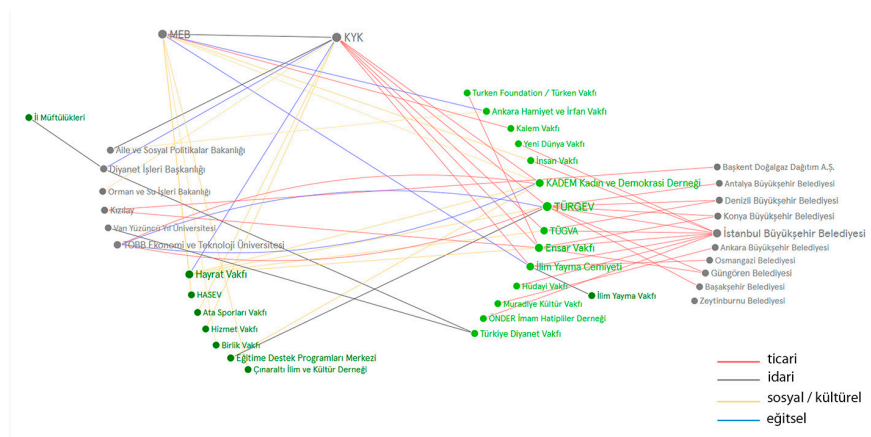 MEB
KYK
Turken Foundation / Türken Vakfı
Ankara Hamiyet ve İrfan Vakfı
İl Müftülükleri
Kalem Vakfı
Yeni Dünya Vakfı
Aile ve Sosyal Politikalar Bakanlığı
İnsan Vakfı
Başkent Doğalgaz Dağıtım A.Ş.
Diyanet İşleri Başkanlığı
KADEM Kadın ve Demokrasi Derneği
Antalya Büyükşehir Belediyesi
Orman ve Su İşleri Bakanlığı
Denizli Büyükşehir Belediyesi
Kızılay
TÜRGEV
Konya Büyükşehir Belediyesi
Van Yüzüncü Yıl Üniversitesi
TÜGVA
İstanbul Büyükşehir Belediyesi
TOBB Ekonomi ve Teknoloji Üniversitesi
Ensar Vakfı
Ankara Büyükşehir Belediyesi
Osmangazi Belediyesi
Hayrat Vakfı
İlim Yayma Cemiyeti
Güngören Belediyesi
Hüdayi Vakfı
Başakşehir Belediyesi
HASEV
İlim Yayma Vakfı
Zeytinburnu Belediyesi
Muradiye Kültür Vakfı
Ata Sporları Vakfı
ÖNDER İmam Hatipliler Derneği
Hizmet Vakfı
Türkiye Diyanet Vakfı
Birlik Vakfı
Eğitime Destek Programları Merkezi
Çınaraltı İlim ve Kültür Derneği
ticari
idari
sosyal / kültürel
eğitsel